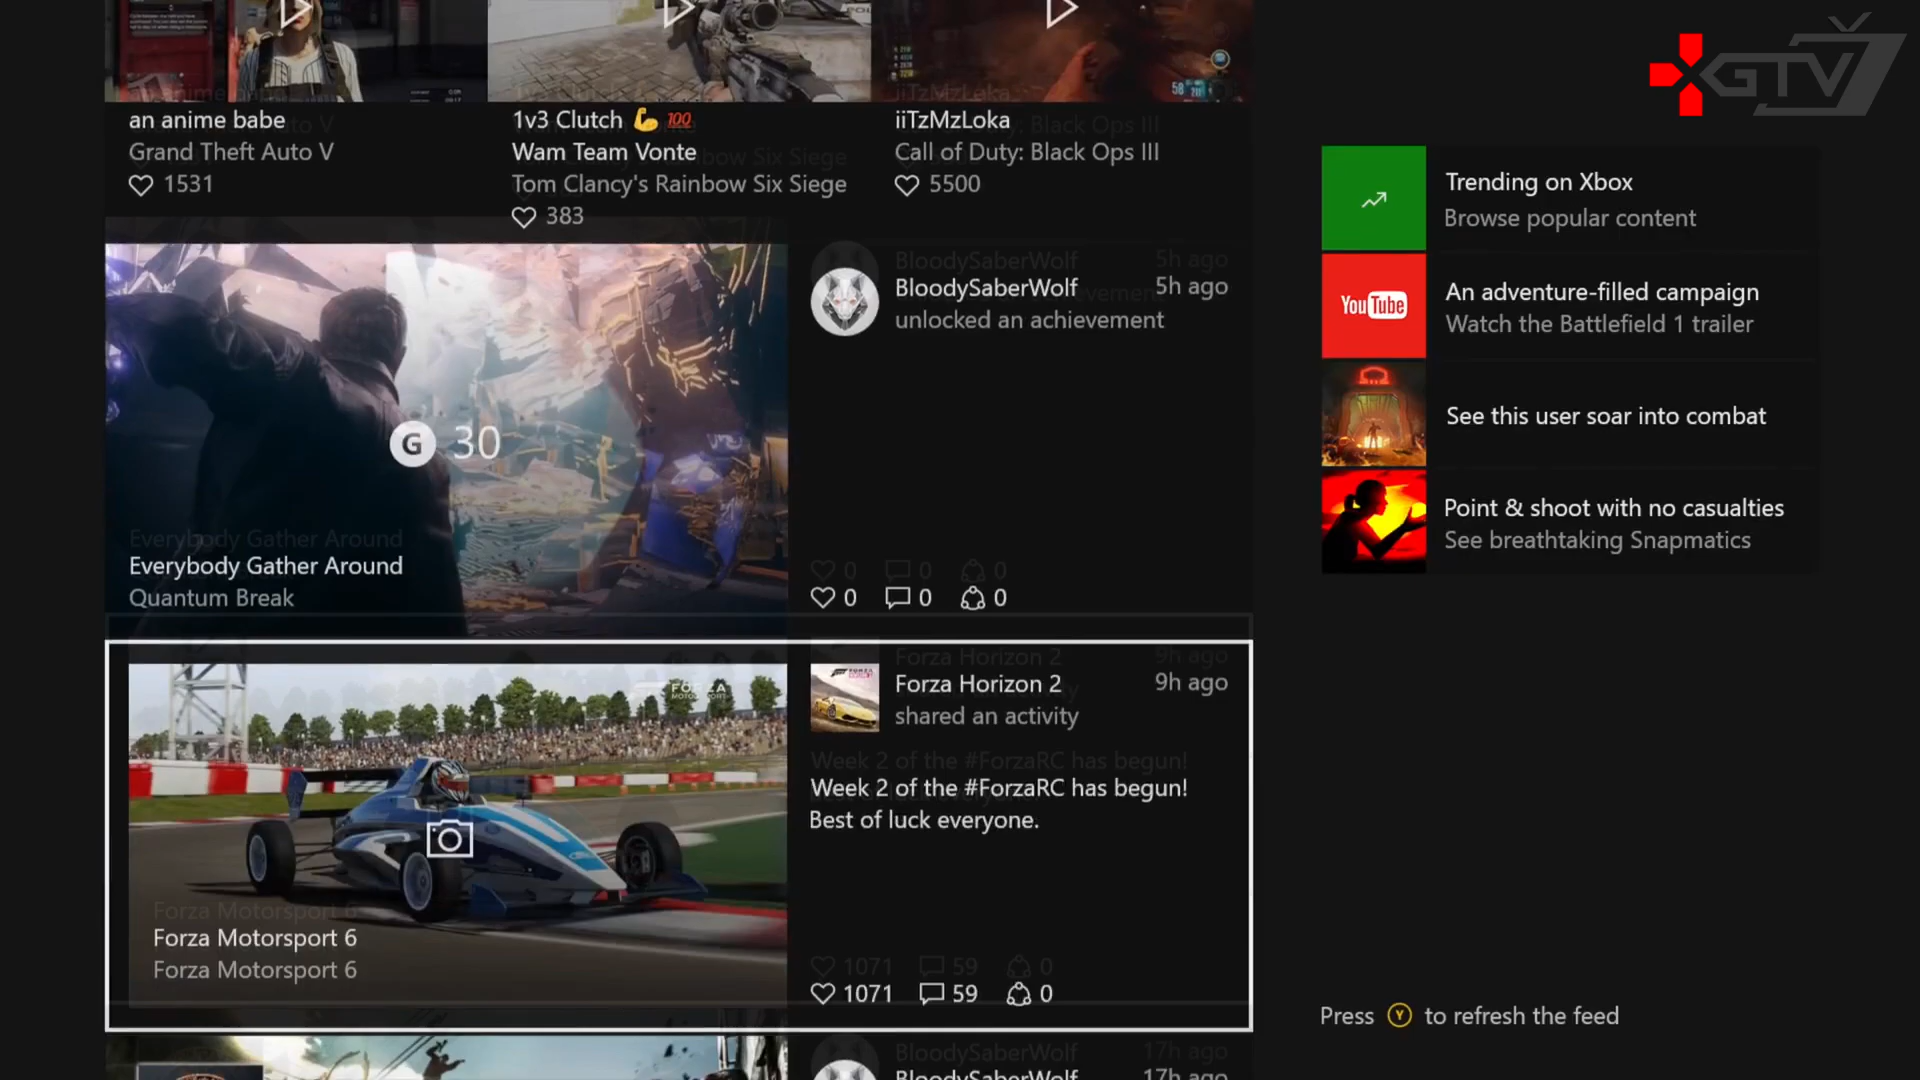 GTV
an anime babe
Grand Theft Auto V
1531
1v3 Clutch 💪 💯
Wam Team Vonte
Tom Clancy's Rainbow Six Siege
383
iiTzMzLoka
Call of Duty: Black Ops III
5500
G 30
Everybody Gather Around
Quantum Break
BloodySaberWolf
5h ago
unlocked an achievement
0 0 0
FORZA
MOTORSPORT
Forza Motorsport 6
Forza Motorsport 6
Forza Horizon 2
9h ago
shared an activity
Week 2 of the #ForzaRC has begun!
Best of luck everyone.
1071 59 0
BloodySaberWolf
17h ago
Trending on Xbox
Browse popular content
YouTube
An adventure-filled campaign
Watch the Battlefield 1 trailer
See this user soar into combat
Point & shoot with no casualties
See breathtaking Snapmatics
Press Y to refresh the feed